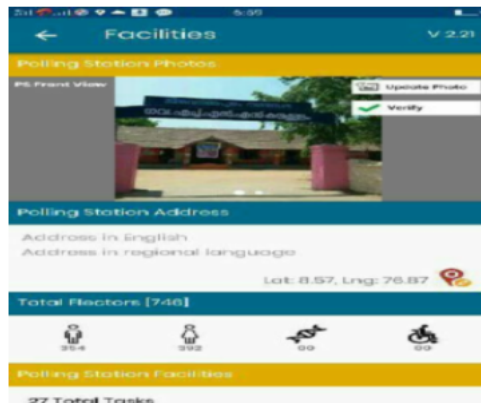 5:59
Facilities
V 2.21
Polling Station Photos
PS Front View
Update Photo
Verify
Polling Station Address
Address in English
Address in regional language
Lat: 8.57, Lng: 76.87
Total Electors [746]
354 392 00 00
Polling Station Facilities
27 Total Tasks